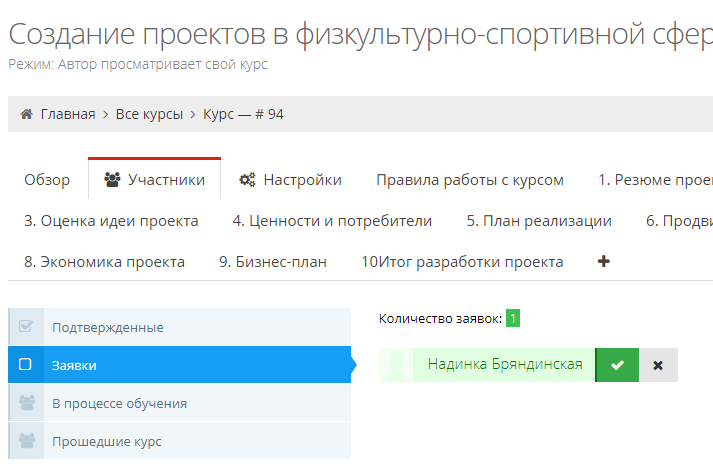 Создание проектов в физкультурно-спортивной сфер
Режим: Автор просматривает свой курс
Главная > Все курсы > Курс — # 94
Обзор Участники Настройки Правила работы с курсом 1. Резюме прое
3. Оценка идеи проекта 4. Ценности и потребители 5. План реализации 6. Продви
8. Экономика проекта 9. Бизнес-план 10Итог разработки проекта
Подтвержденные
Заявки
В процессе обучения
Прошедшие курс
Количество заявок: 1
Надинка Бряндинская